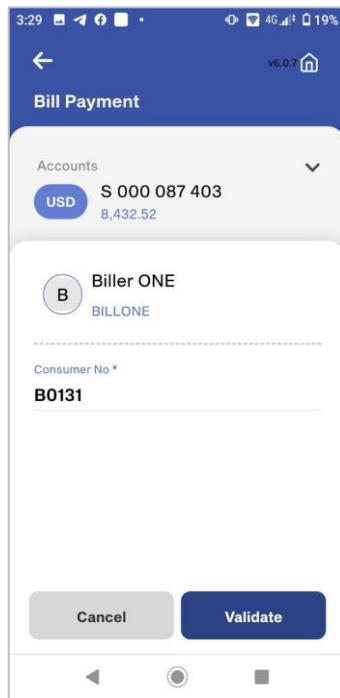 3:29
4G
19%
v6.0.7
Bill Payment
Accounts
USD
S 000 087 403
8,432.52
B
Biller ONE
BILLONE
Consumer No *
B0131
Cancel
Validate